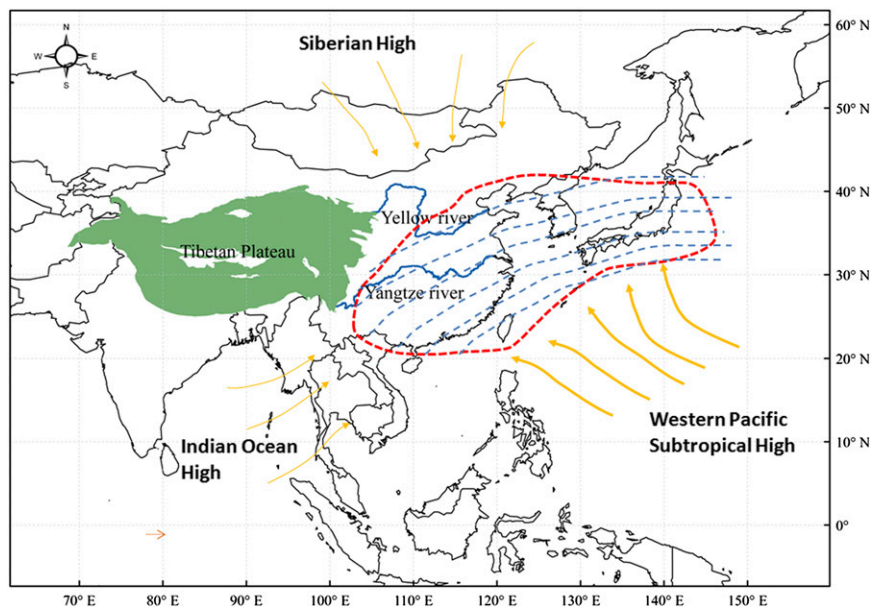 60° N
N
W E
S
Siberian High
50° N
40° N
Yellow river
Tibetan Plateau
30° N
Yangtze river
20° N
Western Pacific
Subtropical High
Indian Ocean
High
10° N
0°
70° E 80° E 90° E 100° E 110° E 120° E 130° E 140° E 150° E